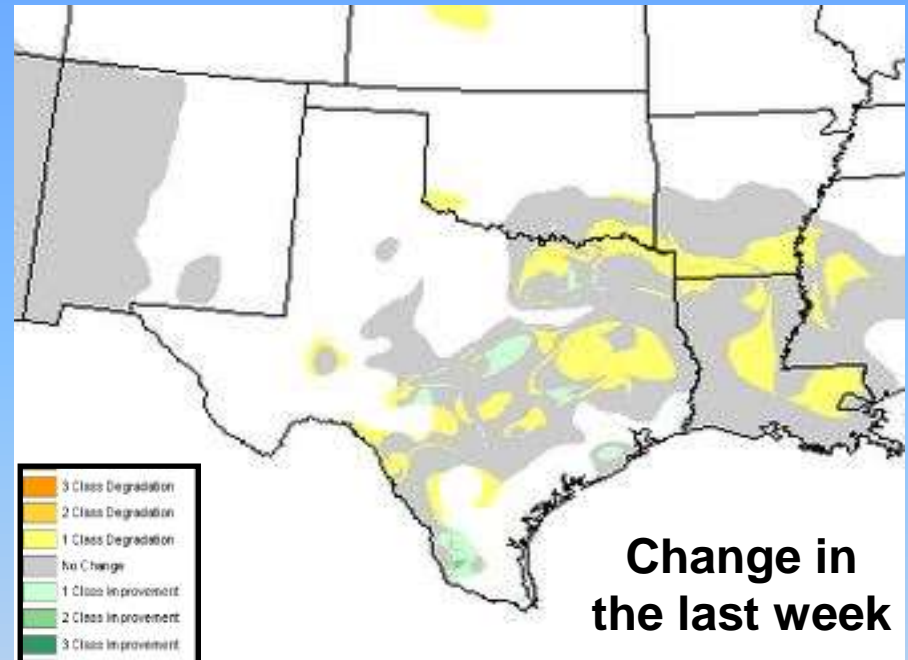 3 Class Degradation
2 Class Degradation
1 Class Degradation
No Change
1 Class Improvement
2 Class Improvement
3 Class Improvement
Change in
the last week